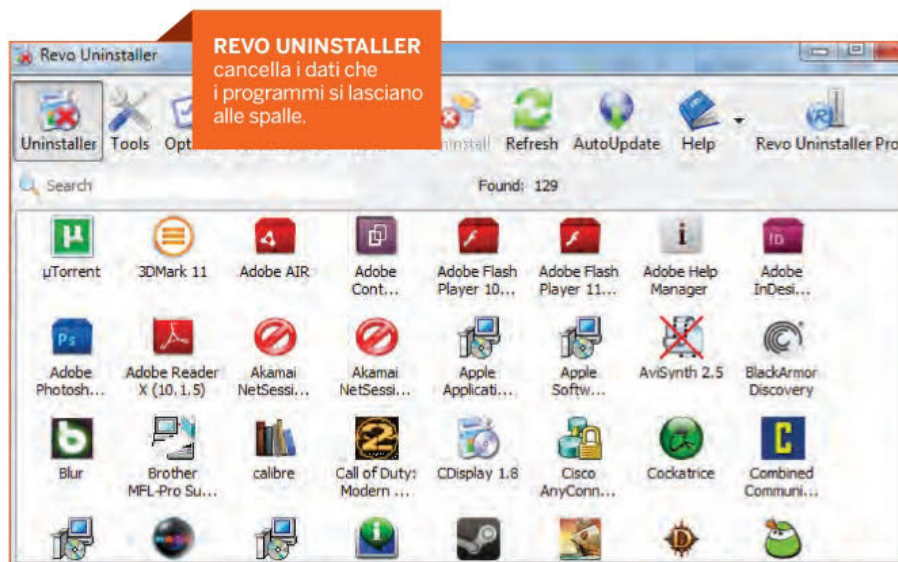 REVO UNINSTALLER
cancella i dati che
i programmi si lasciano
alle spalle.
Revo Uninstaller
Uninstaller Tools Refresh AutoUpdate Help Revo Uninstaller Pro
Search Found: 129
µTorrent 3DMark 11 Adobe AIR Adobe Cont... Adobe Flash Player 10... Adobe Flash Player 11... Adobe Help Manager Adobe InDesi...
Adobe Photosh... Adobe Reader X (10.1.5) Akamai NetSessi... Akamai NetSessi... Apple Applicati... Apple Softw... AviSynth 2.5 BlackArmor Discovery
Blur Brother MFL-Pro Su... calibre Call of Duty: Modern ... CDisplay 1.8 Cisco AnyConn... Cockatrice Combined Communi...